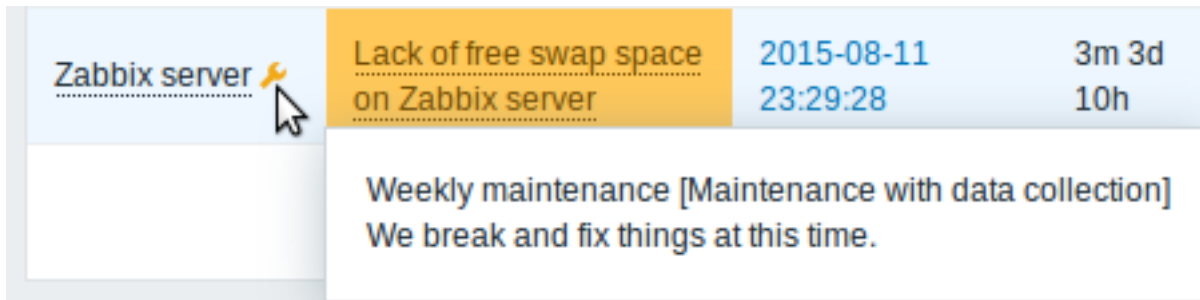 Zabbix server
Lack of free swap space
on Zabbix server
2015-08-11
23:29:28
3m 3d
10h
Weekly maintenance [Maintenance with data collection]
We break and fix things at this time.